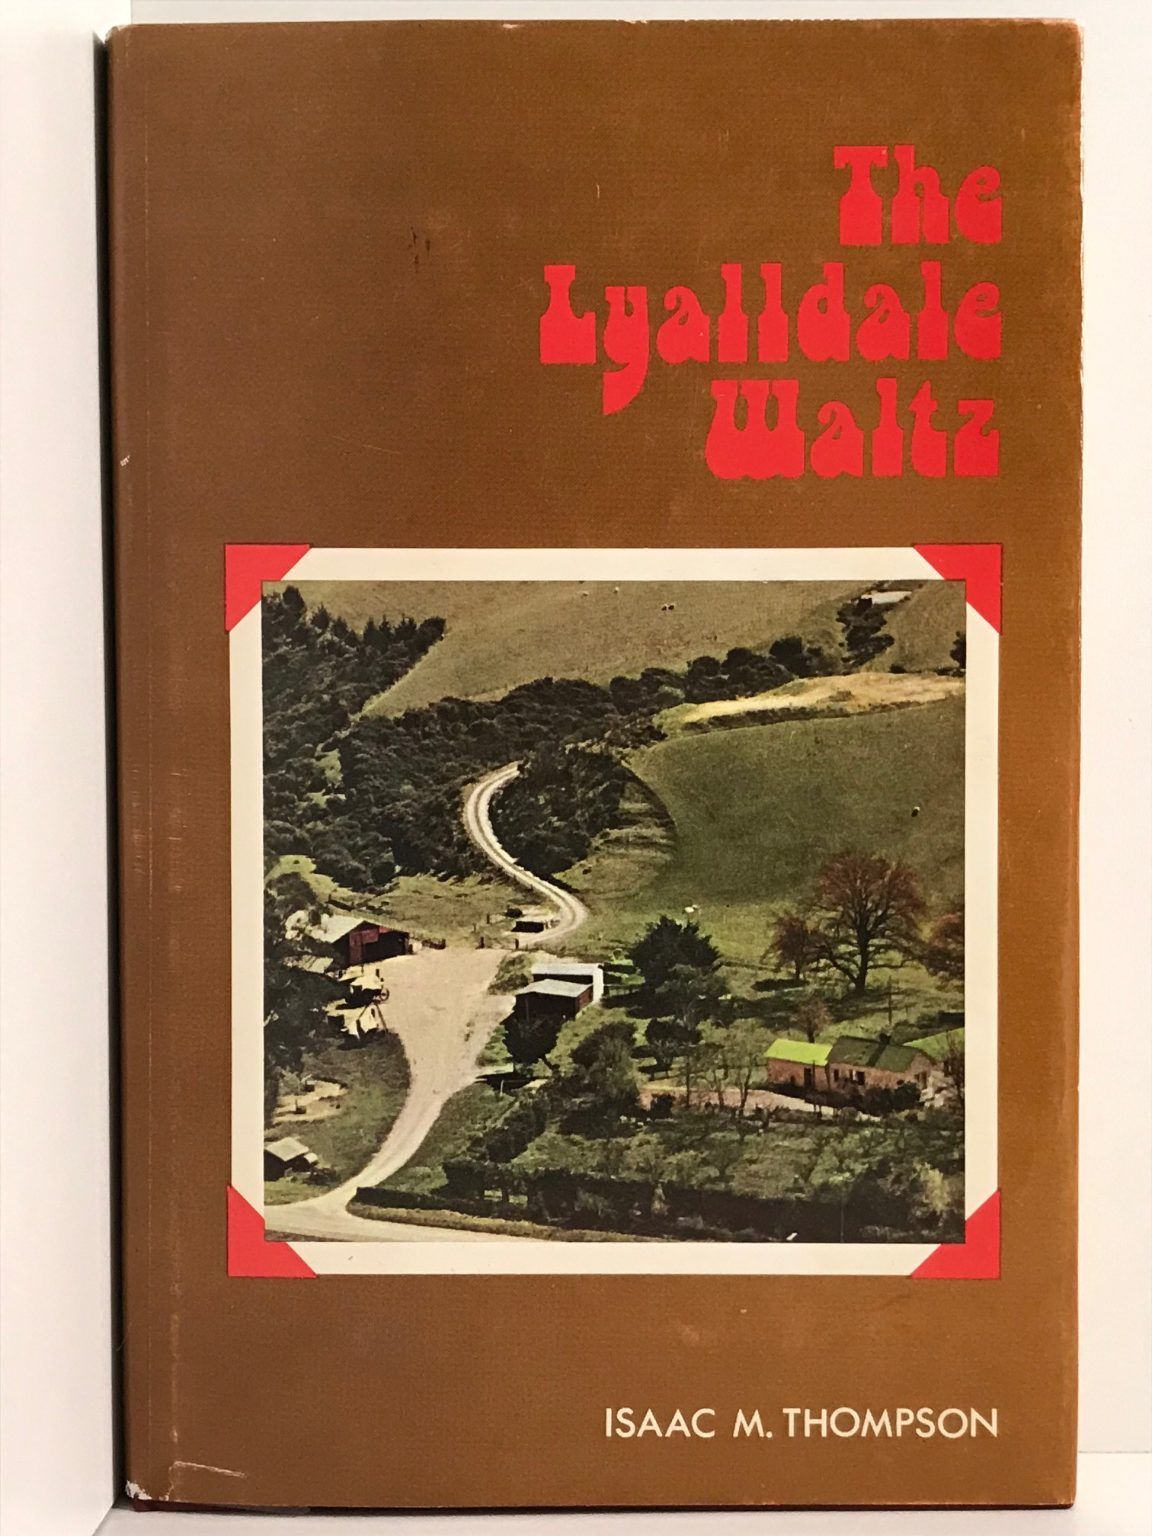 The
Lyalldale
Waltz
ISAAC M. THOMPSON